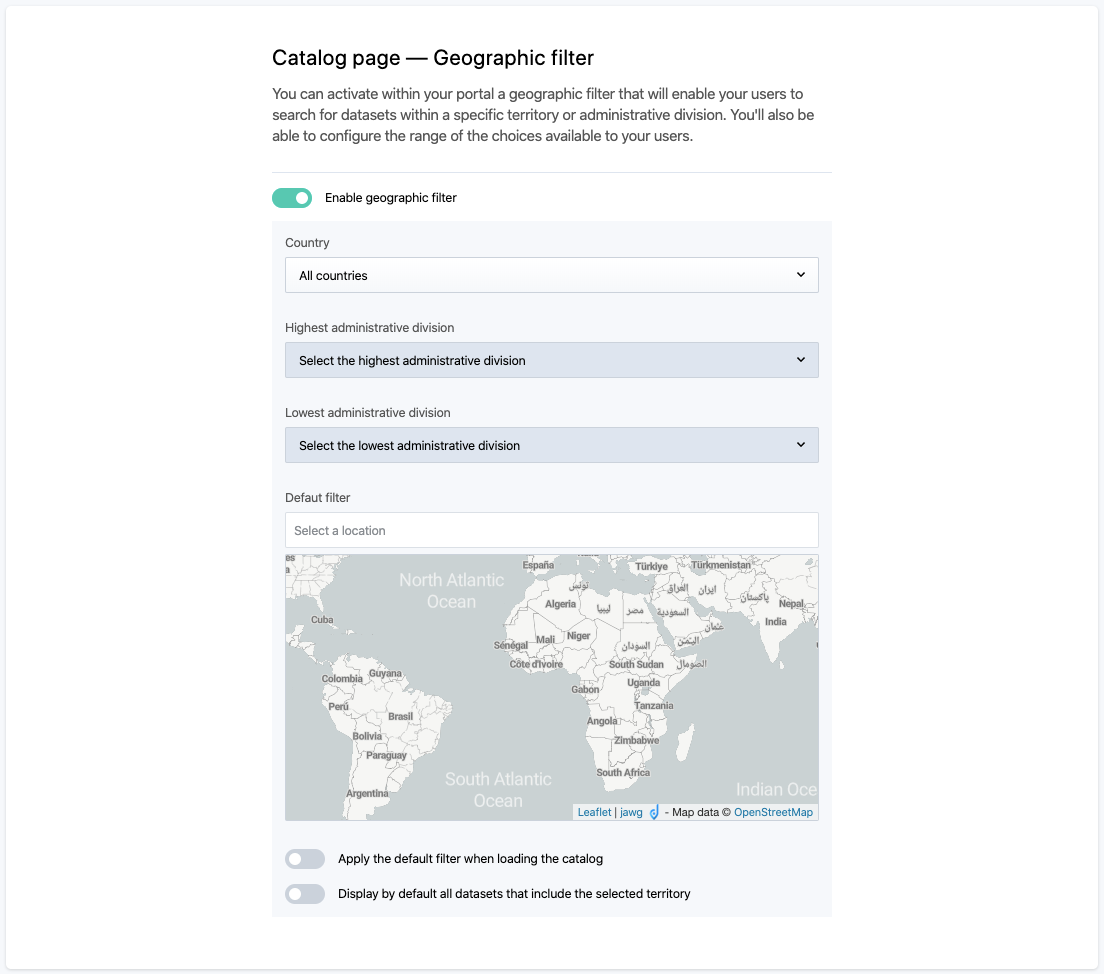 Catalog page — Geographic filter
You can activate within your portal a geographic filter that will enable your users to
search for datasets within a specific territory or administrative division. You'll also be
able to configure the range of the choices available to your users.
Enable geographic filter
Country
All countries
Highest administrative division
Select the highest administrative division
Lowest administrative division
Select the lowest administrative division
Defaut filter
Select a location
España
Türkiye
Türkmenistan
North Atlantic
Ocean
تونس
العراق
ایران
پاکستان
Nepal
Algeria
ليبيا
مصر
السعودية
Cuba
India
عمان
Mali
Niger
اليمن
Sénégal
السودان
Côte d'Ivoire
South Sudan
الصومال
Guyana
Colombia
Uganda
Gabon
Perú
Tanzania
Brasil
Angola
Bolivia
Zimbabwe
Paraguay
South Africa
South Atlantic
Ocean
Indian Oce
Argentina
Leaflet | jawg - Map data © OpenStreetMap
Apply the default filter when loading the catalog
Display by default all datasets that include the selected territory